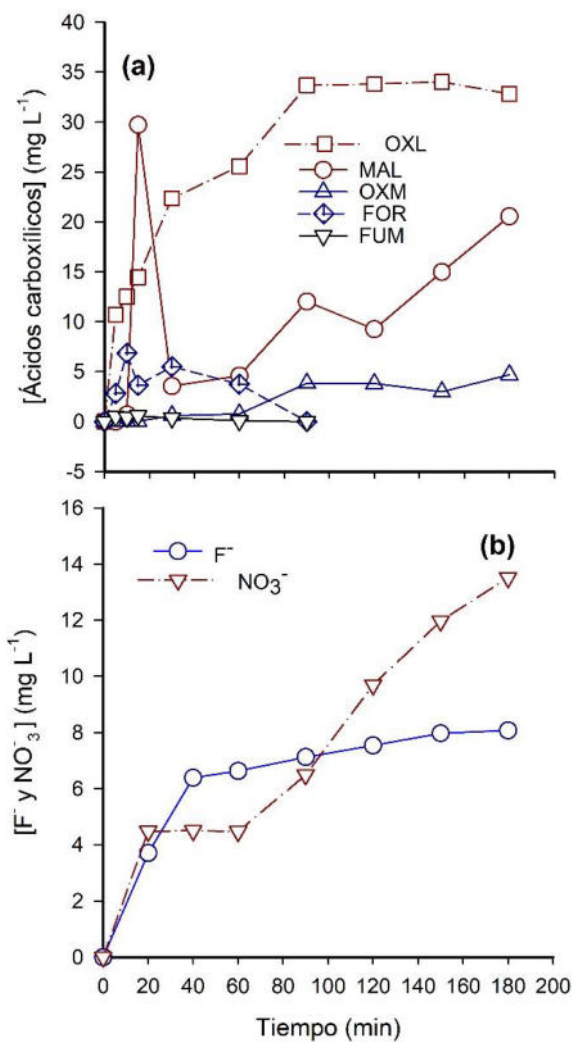 [Ácidos carboxílicos] (mg L⁻¹)
40
35
30
25
20
15
10
5
0
-5
(a)
OXL
MAL
OXM
FOR
FUM
[F⁻ y NO₃⁻] (mg L⁻¹)
16
14
12
10
8
6
4
2
0
(b)
F⁻
NO₃⁻
0 20 40 60 80 100 120 140 160 180 200
Tiempo (min)